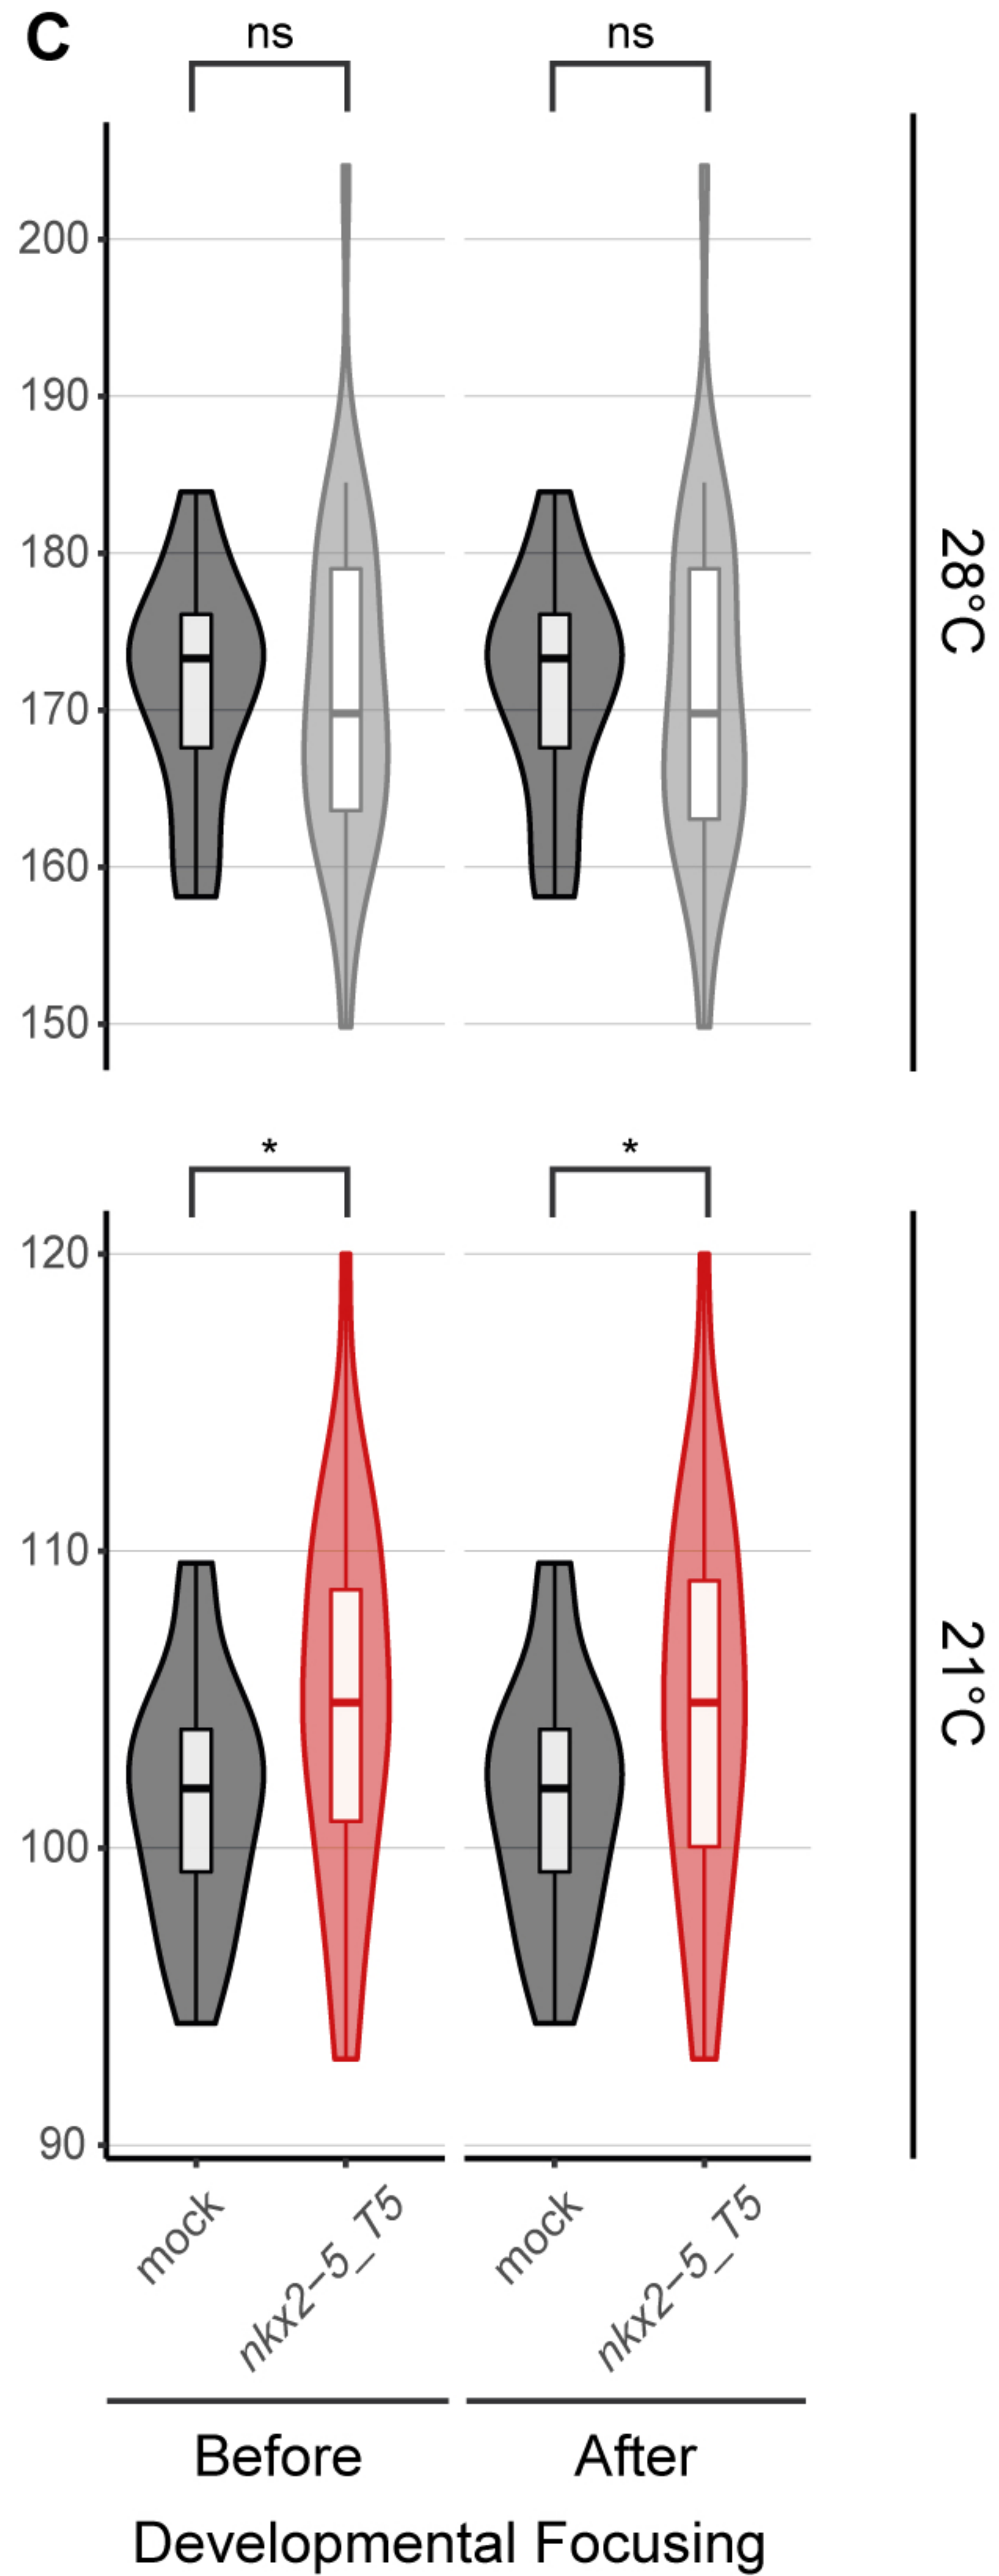 C
ns ns
200
190
180
170
160
150
28°C
* *
120
110
100
90
21°C
mock nkx2-5_T5 mock nkx2-5_T5
Before After
Developmental Focusing